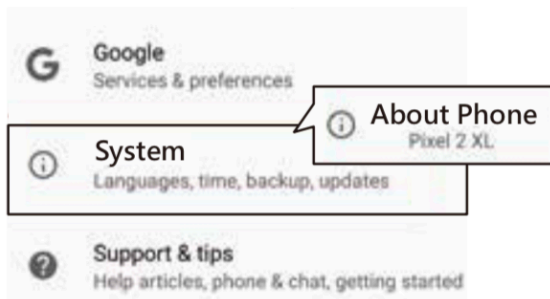 Google
Services & preferences
About Phone
Pixel 2 XL
System
Languages, time, backup, updates
Support & tips
Help articles, phone & chat, getting started